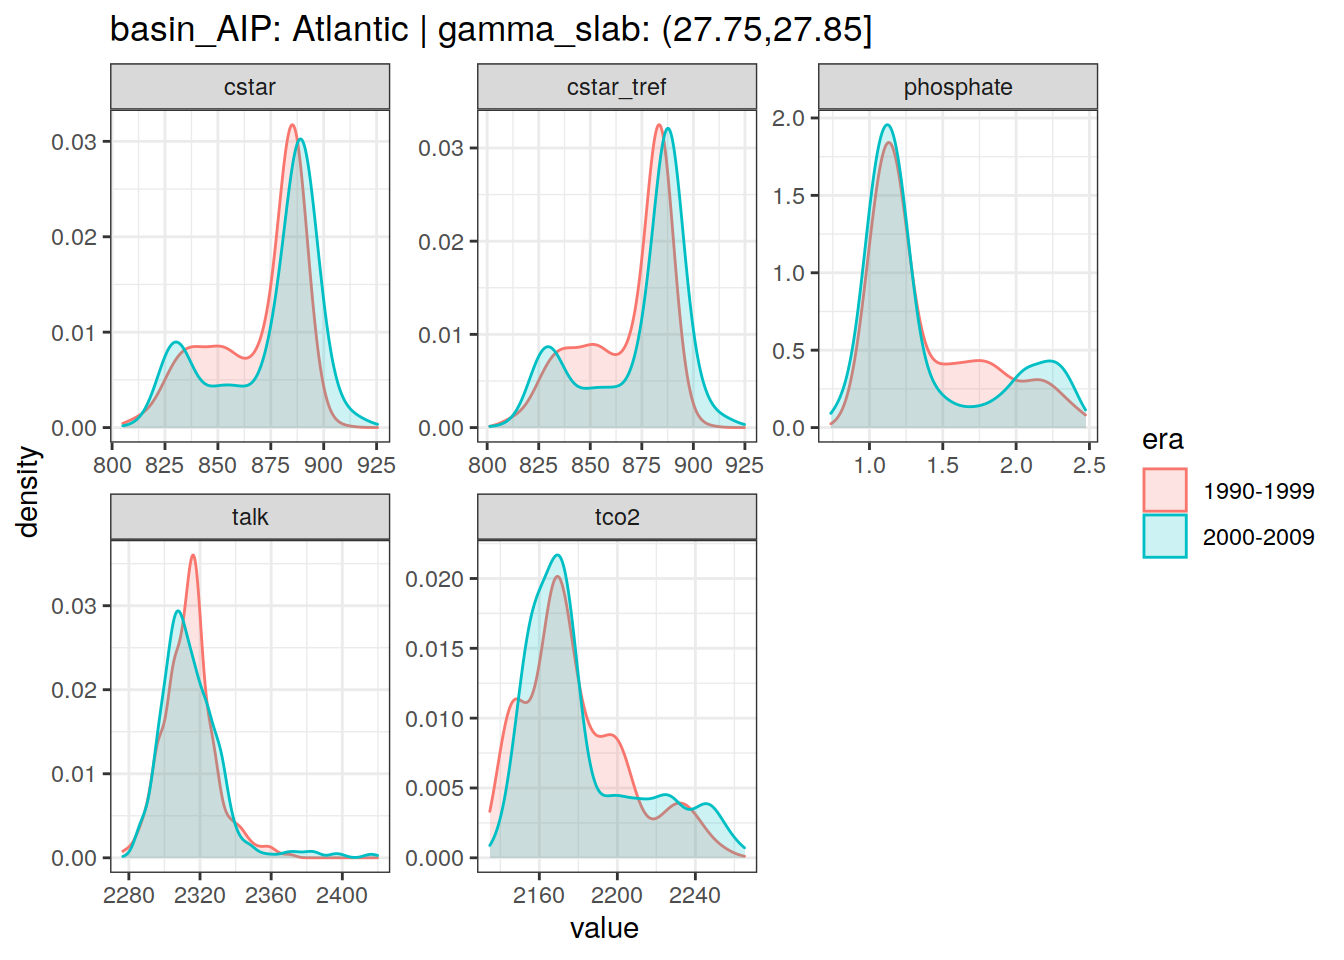 basin_AIP: Atlantic | gamma_slab: (27.75,27.85]
cstar
cstar_tref
phosphate
0.03
0.02
0.01
0.00
800 825 850 875 900 925
0.03
0.02
0.01
0.00
800 825 850 875 900 925
2.0
1.5
1.0
0.5
0.0
1.0 1.5 2.0 2.5
density
talk
tco2
0.03
0.02
0.01
0.00
2280 2320 2360 2400
0.020
0.015
0.010
0.005
0.000
2160 2200 2240
value
era
1990-1999
2000-2009